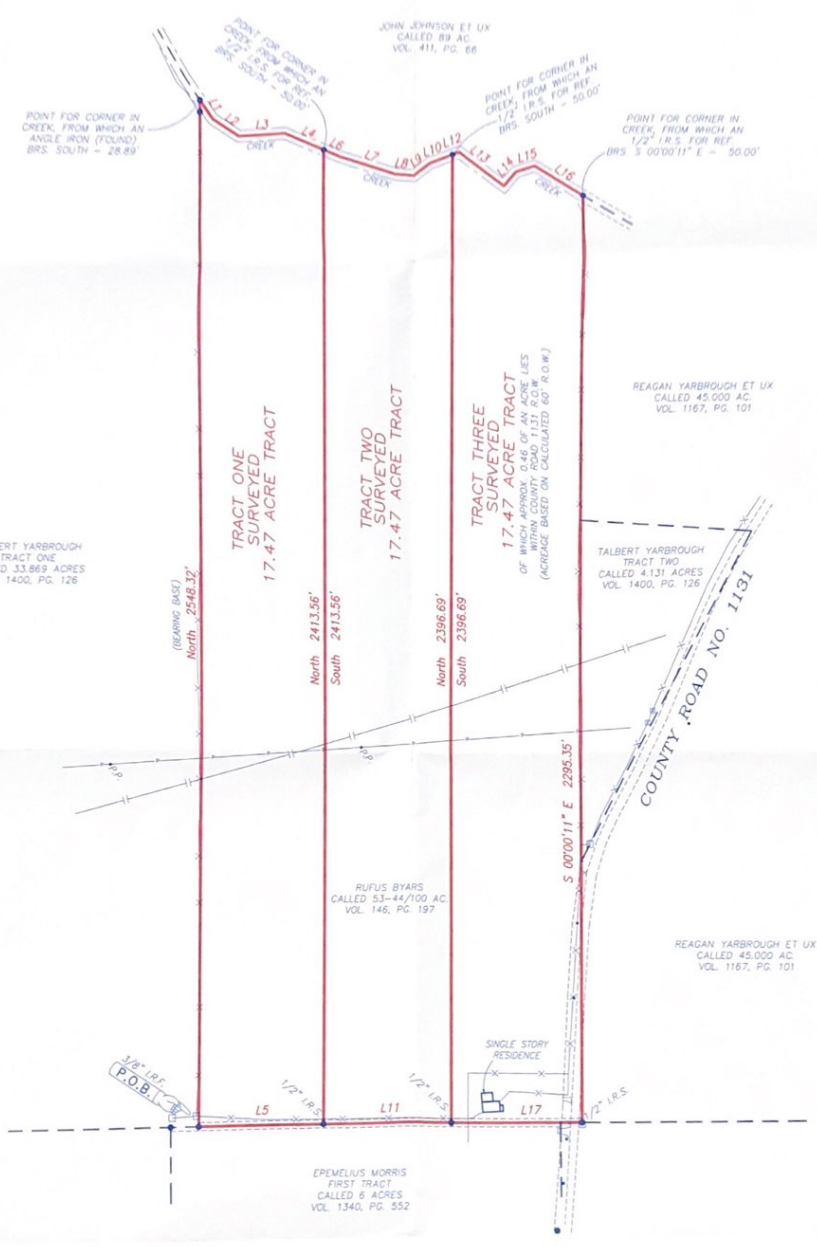 JOHN JOHNSON ET UX
CALLED 89 AC.
VOL. 411, PG. 66
POINT FOR CORNER IN
CREEK, FROM WHICH AN
1/2" I.R.S. FOR REF.
BRS. SOUTH - 50.00'
POINT FOR CORNER IN
CREEK, FROM WHICH AN
1/2" I.R.S. FOR REF.
BRS. SOUTH - 50.00'
POINT FOR CORNER IN
CREEK, FROM WHICH AN
ANGLE IRON (FOUND)
BRS. SOUTH - 28.89'
POINT FOR CORNER IN
CREEK, FROM WHICH AN
1/2" I.R.S. FOR REF.
BRS. S 00°00'11" E - 50.00'
L1
L2
L3
L4
L6
L7
L8
L9
L10
L12
L13
L14
L15
L16
CREEK
CREEK
CREEK
TRACT ONE
SURVEYED
17.47 ACRE TRACT
TRACT TWO
SURVEYED
17.47 ACRE TRACT
TRACT THREE
SURVEYED
17.47 ACRE TRACT
OF WHICH APPROX. 0.46 OF AN ACRE LIES
WITHIN COUNTY ROAD 1131 R.O.W.
(ACREAGE BASED ON CALCULATED 60' R.O.W.)
REAGAN YARBROUGH ET UX
CALLED 45.000 AC.
VOL. 1167, PG. 101
ERT YARBROUGH
TRACT ONE
D 33.869 ACRES
1400, PG. 126
TALBERT YARBROUGH
TRACT TWO
CALLED 4.131 ACRES
VOL. 1400, PG. 126
(BEARING BASE)
North 2548.32'
North 2413.56'
South 2413.56'
North 2396.69'
South 2396.69'
S 00°00'11" E 2295.35'
COUNTY ROAD NO. 1131
P.P.
P.P.
RUFUS BYARS
CALLED 53-44/100 AC.
VOL. 146, PG. 197
REAGAN YARBROUGH ET UX
CALLED 45.000 AC.
VOL. 1167, PG. 101
SINGLE STORY
RESIDENCE
3/8" I.R.F.
P.O.B.
L5
1/2" I.R.S.
L11
1/2" I.R.S.
L17
1/2" I.R.S.
EPEMELIUS MORRIS
FIRST TRACT
CALLED 6 ACRES
VOL. 1340, PG. 552